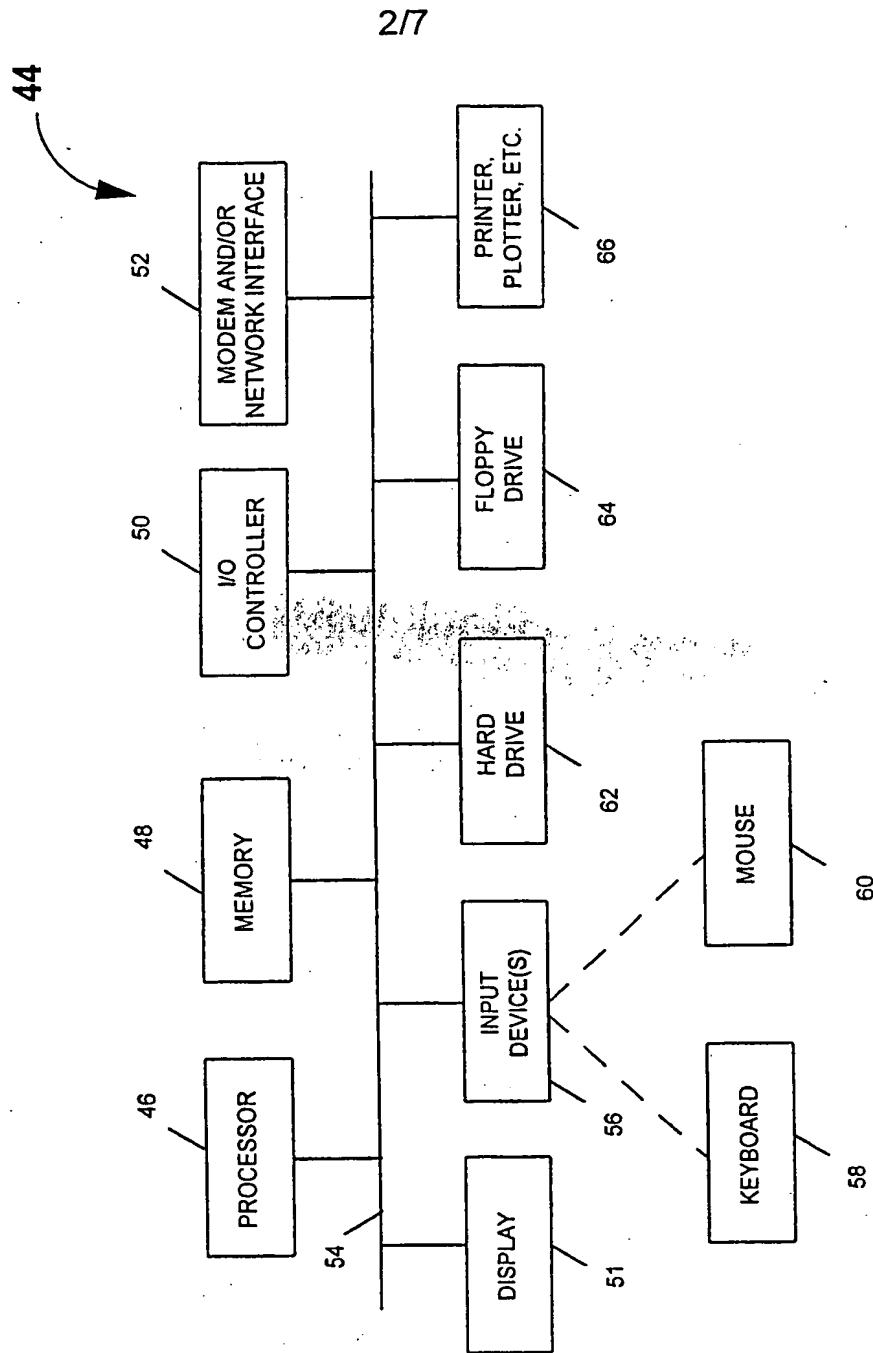 2/7
44
46
PROCESSOR
48
MEMORY
50
I/O
CONTROLLER
52
MODEM AND/OR
NETWORK INTERFACE
54
DISPLAY
51
INPUT
DEVICE(S)
56
HARD
DRIVE
62
FLOPPY
DRIVE
64
PRINTER,
PLOTTER, ETC.
66
KEYBOARD
58
MOUSE
60